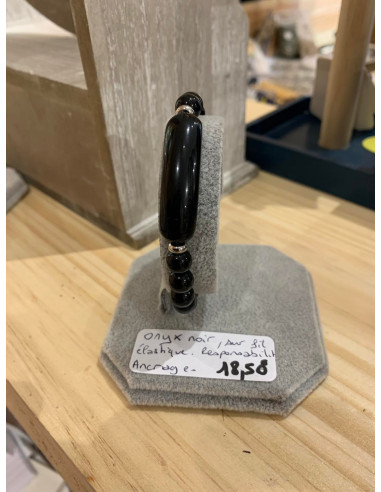 onyx noir, sur fil
élastique. Responsabilit
Ancrage. 18,50